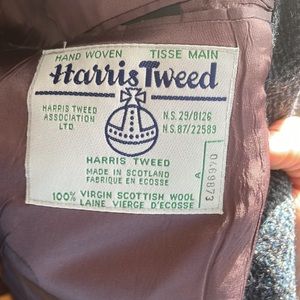 HAND WOVEN TISSE MAIN
Harris Tweed
HARRIS TWEED
ASSOCIATION
LTD.
N.S. 29/8126
N.S. 87/22589
HARRIS TWEED
MADE IN SCOTLAND
FABRIQUE EN ECOSSE
A 0469873
100% VIRGIN SCOTTISH WOOL
LAINE VIERGE D'ECOSSE